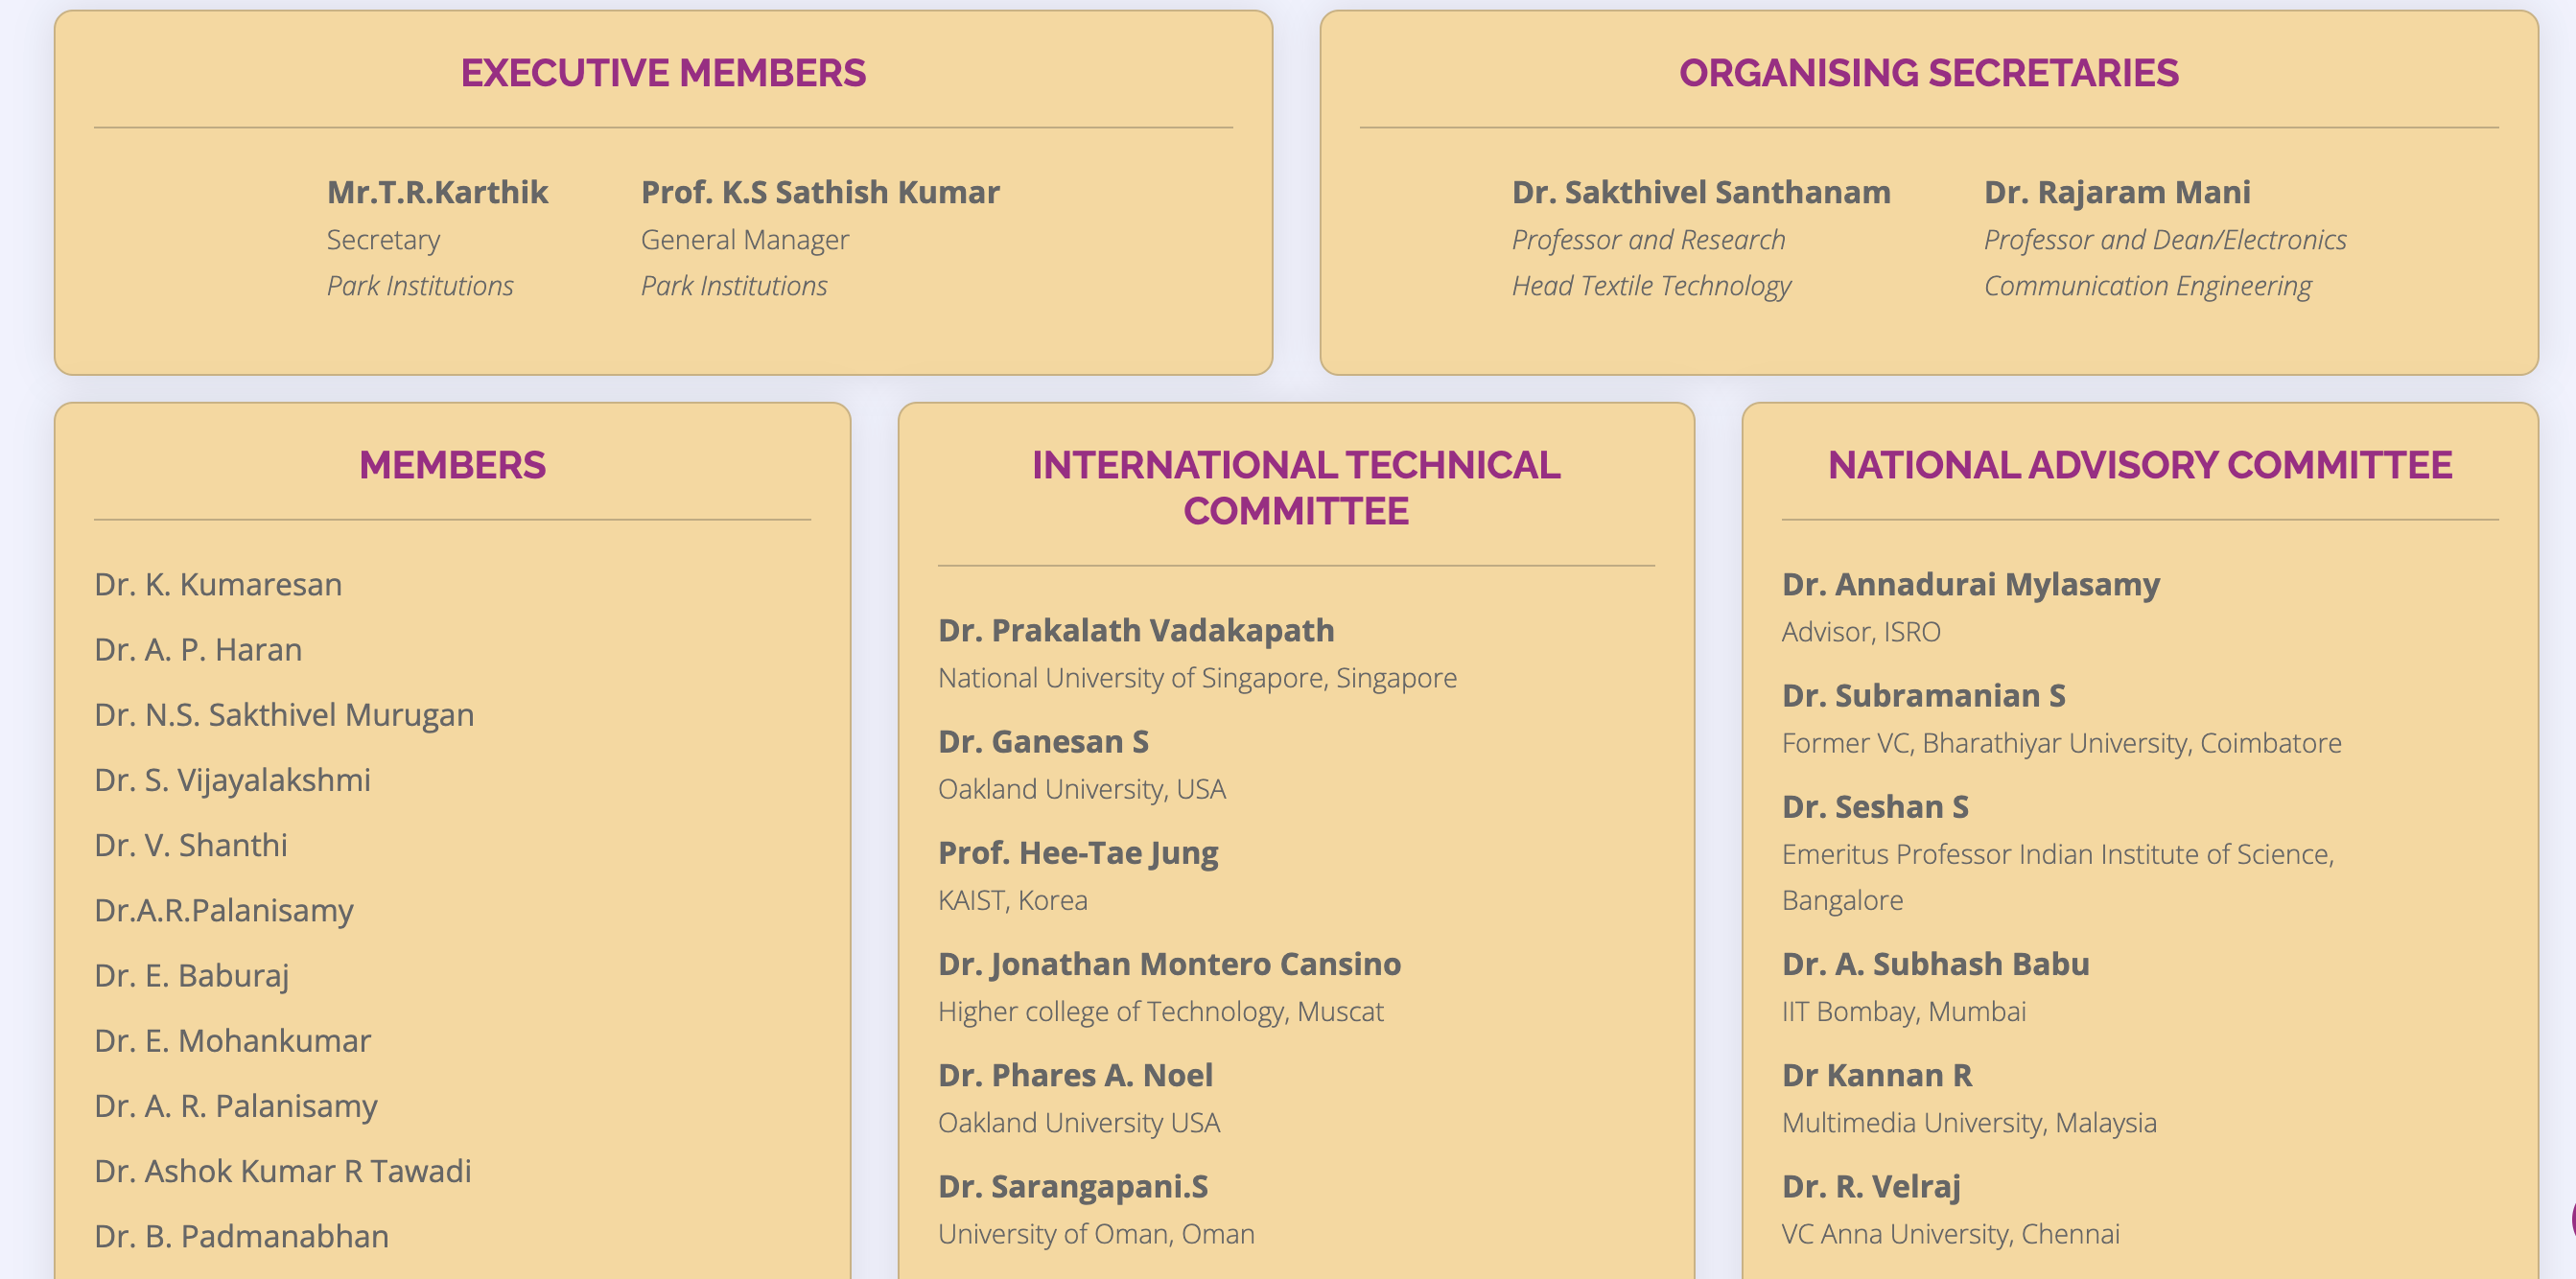 EXECUTIVE MEMBERS
Mr.T.R.Karthik
Secretary
Park Institutions
Prof. K.S Sathish Kumar
General Manager
Park Institutions
ORGANISING SECRETARIES
Dr. Sakthivel Santhanam
Professor and Research
Head Textile Technology
Dr. Rajaram Mani
Professor and Dean/Electronics
Communication Engineering
MEMBERS
Dr. K. Kumaresan
Dr. A. P. Haran
Dr. N.S. Sakthivel Murugan
Dr. S. Vijayalakshmi
Dr. V. Shanthi
Dr.A.R.Palanisamy
Dr. E. Baburaj
Dr. E. Mohankumar
Dr. A. R. Palanisamy
Dr. Ashok Kumar R Tawadi
Dr. B. Padmanabhan
INTERNATIONAL TECHNICAL
COMMITTEE
Dr. Prakalath Vadakapath
National University of Singapore, Singapore
Dr. Ganesan S
Oakland University, USA
Prof. Hee-Tae Jung
KAIST, Korea
Dr. Jonathan Montero Cansino
Higher college of Technology, Muscat
Dr. Phares A. Noel
Oakland University USA
Dr. Sarangapani.S
University of Oman, Oman
NATIONAL ADVISORY COMMITTEE
Dr. Annadurai Mylasamy
Advisor, ISRO
Dr. Subramanian S
Former VC, Bharathiyar University, Coimbatore
Dr. Seshan S
Emeritus Professor Indian Institute of Science,
Bangalore
Dr. A. Subhash Babu
IIT Bombay, Mumbai
Dr Kannan R
Multimedia University, Malaysia
Dr. R. Velraj
VC Anna University, Chennai